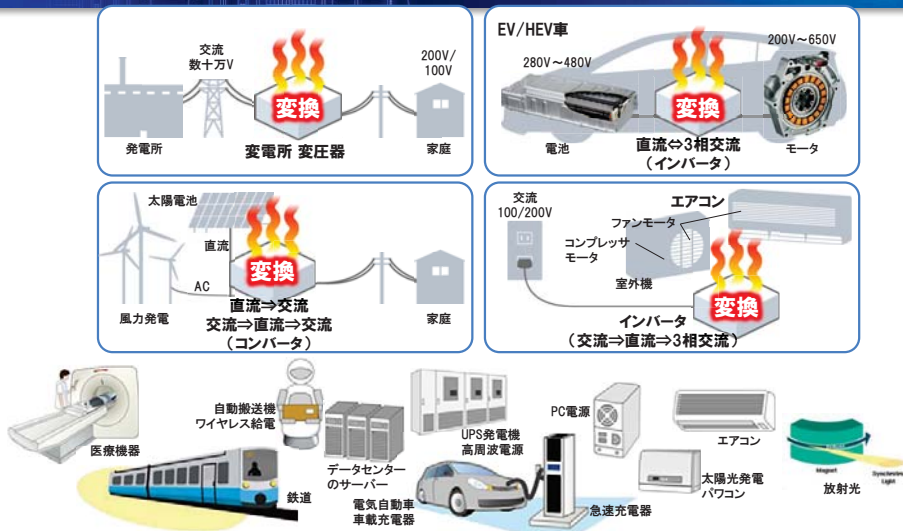 交流
数十万V
変換
200V/
100V
発電所
変電所 変圧器
家庭
EV/HEV車
280V～480V
200V～650V
変換
電池
直流⇔3相交流
（インバータ）
モータ
太陽電池
直流
変換
AC
風力発電
直流⇒交流
交流⇒直流⇒交流
（コンバータ）
家庭
交流
100/200V
エアコン
ファンモータ
コンプレッサ
モータ
室外機
変換
インバータ
（交流⇒直流⇒3相交流）
医療機器
自動搬送機
ワイヤレス給電
鉄道
データセンター
のサーバー
UPS発電機
高周波電源
電気自動車
車載充電器
PC電源
急速充電器
エアコン
太陽光発電
パワコン
Magnet
Synchrotron
Light
放射光